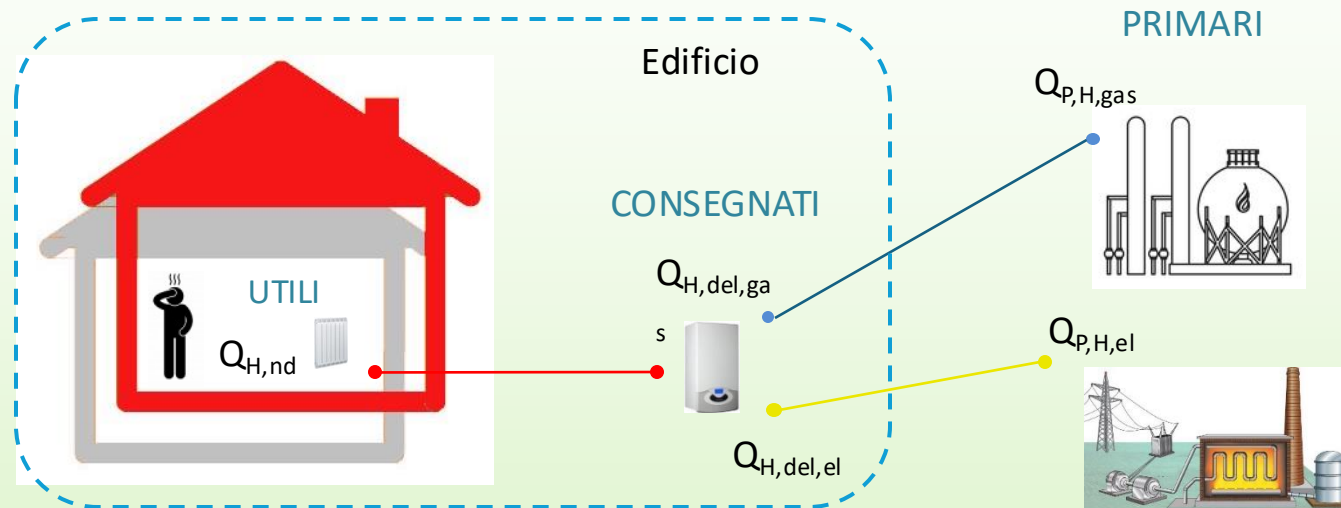 PRIMARI
Edificio
Q_P,H,gas
CONSEGNATI
Q_H,del,ga
s
UTILI
Q_H,nd
Q_P,H,el
Q_H,del,el